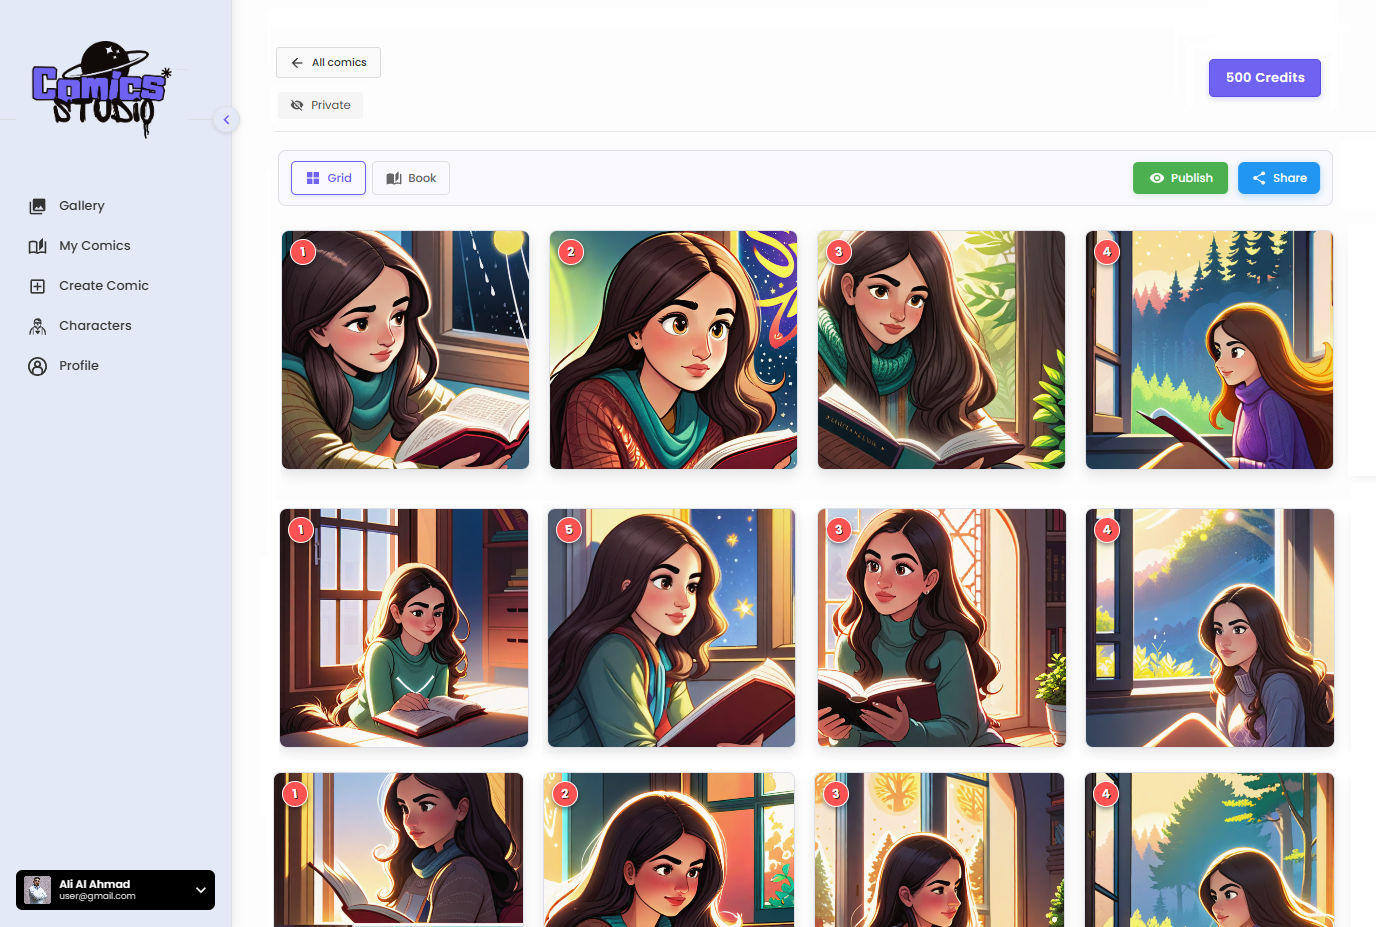 Comics
STUDIO
All comics
500 Credits
Private
Grid
Book
Publish
Share
Gallery
My Comics
Create Comic
Characters
Profile
1
2
3
4
1
5
3
4
1
2
3
4
Ali Al Ahmad
user@gmail.com